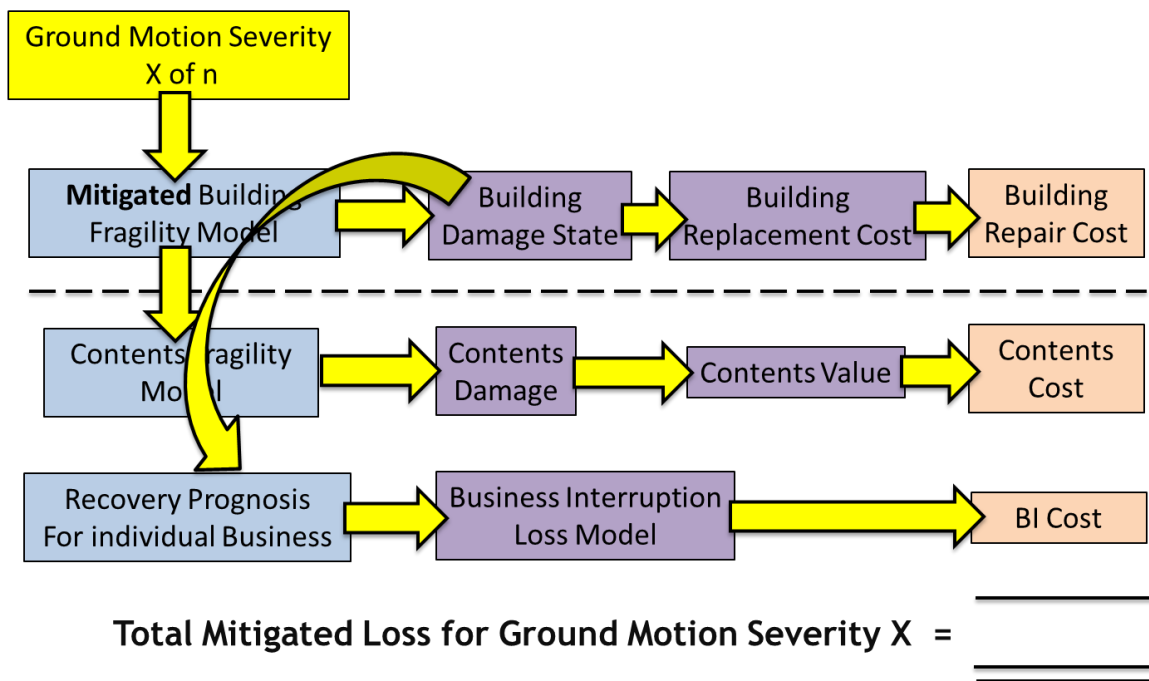 Ground Motion Severity
X of n
Mitigated Building
Fragility Model
Building
Damage State
Building
Replacement Cost
Building
Repair Cost
Contents Fragility
Model
Contents
Damage
Contents Value
Contents
Cost
Recovery Prognosis
For individual Business
Business Interruption
Loss Model
BI Cost
Total Mitigated Loss for Ground Motion Severity X =